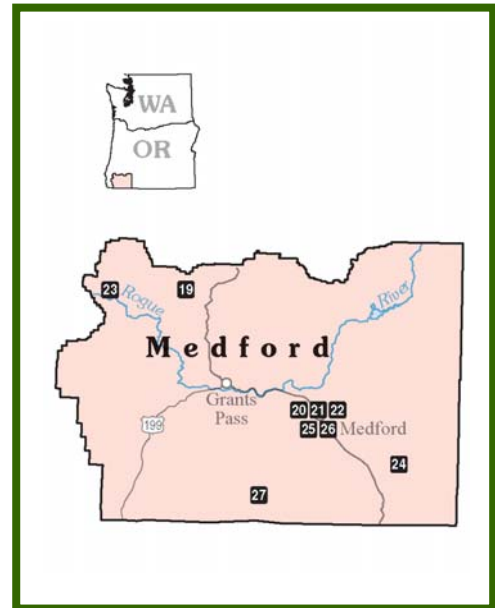 WA
OR
23
19
Rogue
River
Medford
Grants
Pass
199
20 21 22
25 26 Medford
24
27